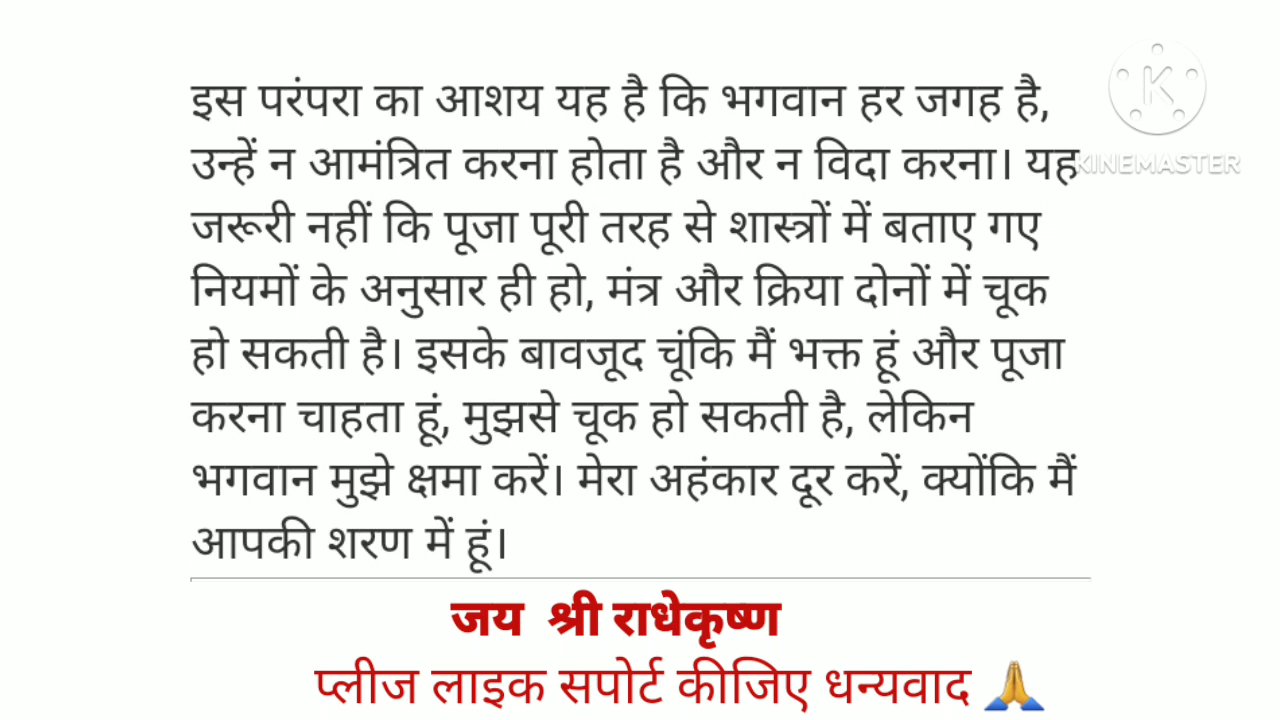 इस परंपरा का आशय यह है कि भगवान हर जगह है,
उन्हें न आमंत्रित करना होता है और न विदा करना। यह
जरूरी नहीं कि पूजा पूरी तरह से शास्त्रों में बताए गए
नियमों के अनुसार ही हो, मंत्र और क्रिया दोनों में चूक
हो सकती है। इसके बावजूद चूंकि मैं भक्त हूं और पूजा
करना चाहता हूं, मुझसे चूक हो सकती है, लेकिन
भगवान मुझे क्षमा करें। मेरा अहंकार दूर करें, क्योंकि मैं
आपकी शरण में हूं।
जय श्री राधेकृष्ण
प्लीज लाइक सपोर्ट कीजिए धन्यवाद 🙏
K
KINEMASTER